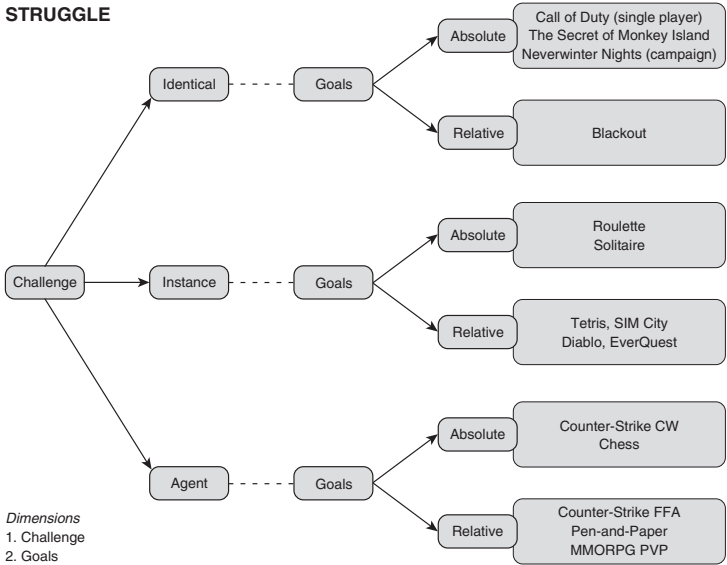 STRUGGLE
Challenge
Identical
Goals
Absolute
Call of Duty (single player)
The Secret of Monkey Island
Neverwinter Nights (campaign)
Relative
Blackout
Instance
Goals
Absolute
Roulette
Solitaire
Relative
Tetris, SIM City
Diablo, EverQuest
Agent
Goals
Absolute
Counter-Strike CW
Chess
Relative
Counter-Strike FFA
Pen-and-Paper
MMORPG PVP
Dimensions
1. Challenge
2. Goals